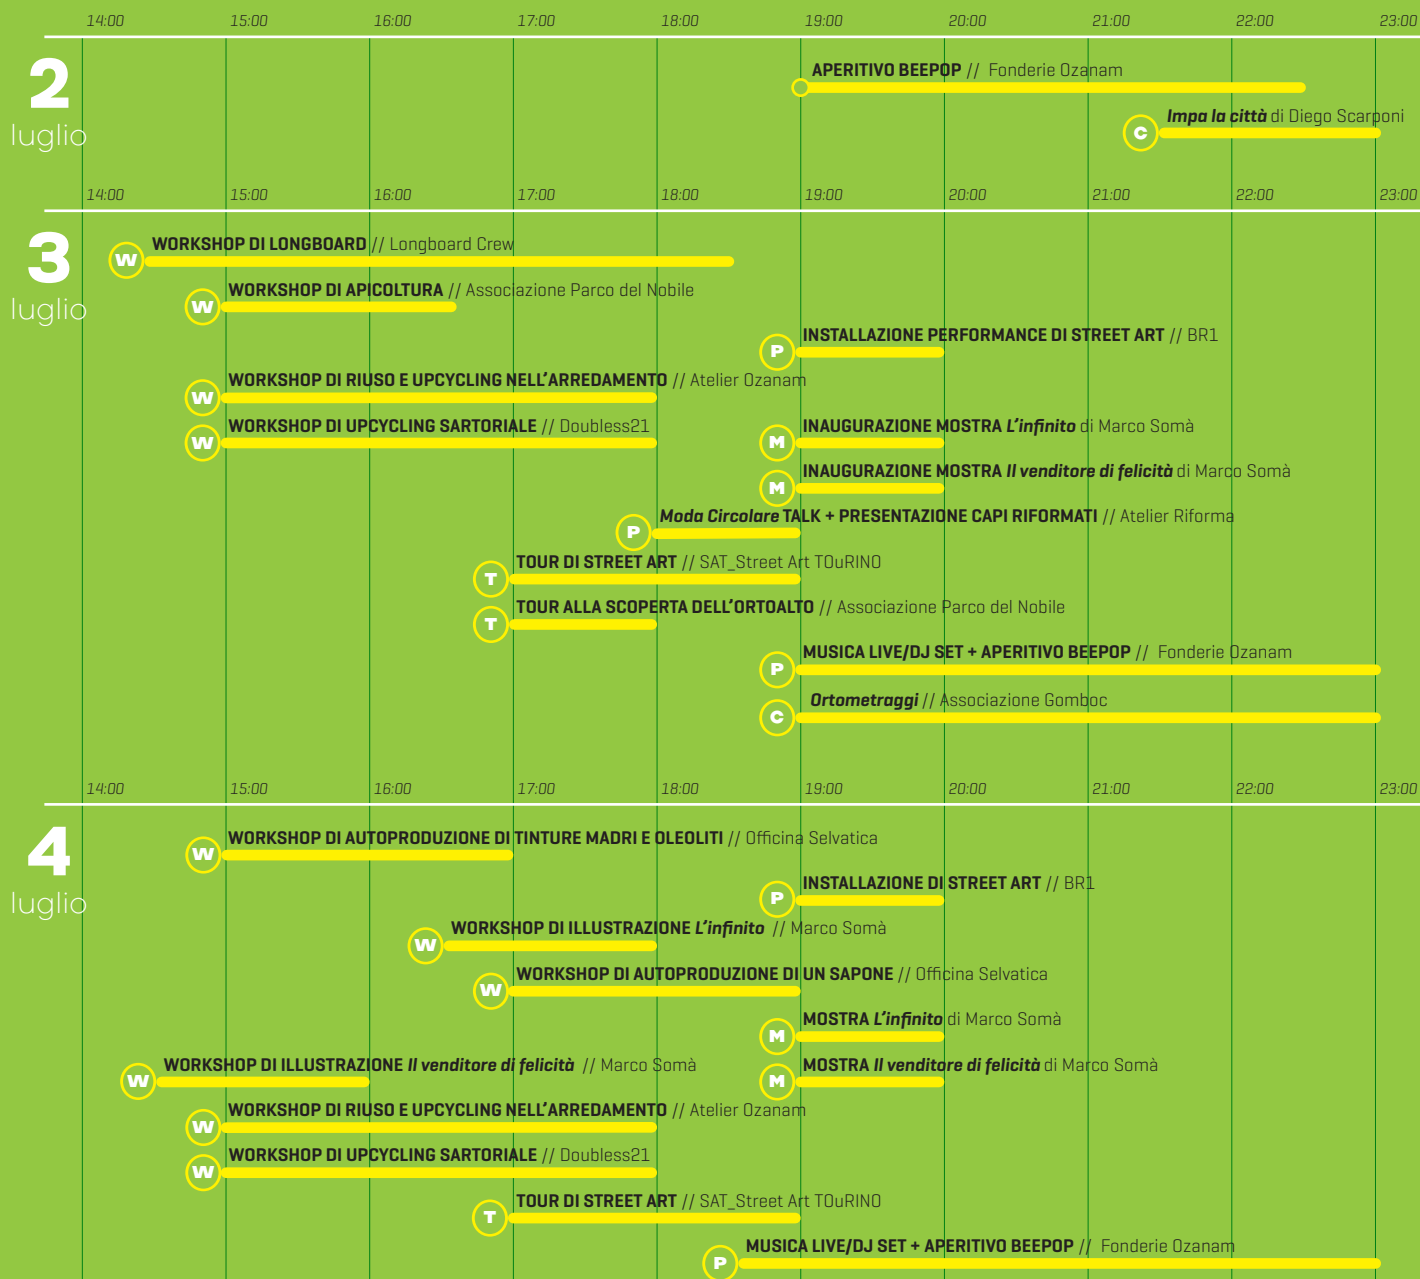 14:00 15:00 16:00 17:00 18:00 19:00 20:00 21:00 22:00 23:00
2
luglio
APERITIVO BEEPOP // Fonderie Ozanam
C Impa la città di Diego Scarponi
14:00 15:00 16:00 17:00 18:00 19:00 20:00 21:00 22:00 23:00
3
luglio
W WORKSHOP DI LONGBOARD // Longboard Crew
W WORKSHOP DI APICOLTURA // Associazione Parco del Nobile
P INSTALLAZIONE PERFORMANCE DI STREET ART // BR1
W WORKSHOP DI RIUSO E UPCYCLING NELL'ARREDAMENTO // Atelier Ozanam
W WORKSHOP DI UPCYCLING SARTORIALE // Doubless21
M INAUGURAZIONE MOSTRA L'infinito di Marco Somà
M INAUGURAZIONE MOSTRA Il venditore di felicità di Marco Somà
P Moda Circolare TALK + PRESENTAZIONE CAPI RIFORMATI // Atelier Riforma
T TOUR DI STREET ART // SAT_Street Art TOuRINO
T TOUR ALLA SCOPERTA DELL'ORTOALTO // Associazione Parco del Nobile
P MUSICA LIVE/DJ SET + APERITIVO BEEPOP // Fonderie Ozanam
C Ortometraggi // Associazione Gomboc
14:00 15:00 16:00 17:00 18:00 19:00 20:00 21:00 22:00 23:00
4
luglio
W WORKSHOP DI AUTOPRODUZIONE DI TINTURE MADRI E OLEOLITI // Officina Selvatica
P INSTALLAZIONE DI STREET ART // BR1
W WORKSHOP DI ILLUSTRAZIONE L'infinito // Marco Somà
W WORKSHOP DI AUTOPRODUZIONE DI UN SAPONE // Officina Selvatica
M MOSTRA L'infinito di Marco Somà
W WORKSHOP DI ILLUSTRAZIONE Il venditore di felicità // Marco Somà
M MOSTRA Il venditore di felicità di Marco Somà
W WORKSHOP DI RIUSO E UPCYCLING NELL'ARREDAMENTO // Atelier Ozanam
W WORKSHOP DI UPCYCLING SARTORIALE // Doubless21
T TOUR DI STREET ART // SAT_Street Art TOuRINO
P MUSICA LIVE/DJ SET + APERITIVO BEEPOP // Fonderie Ozanam